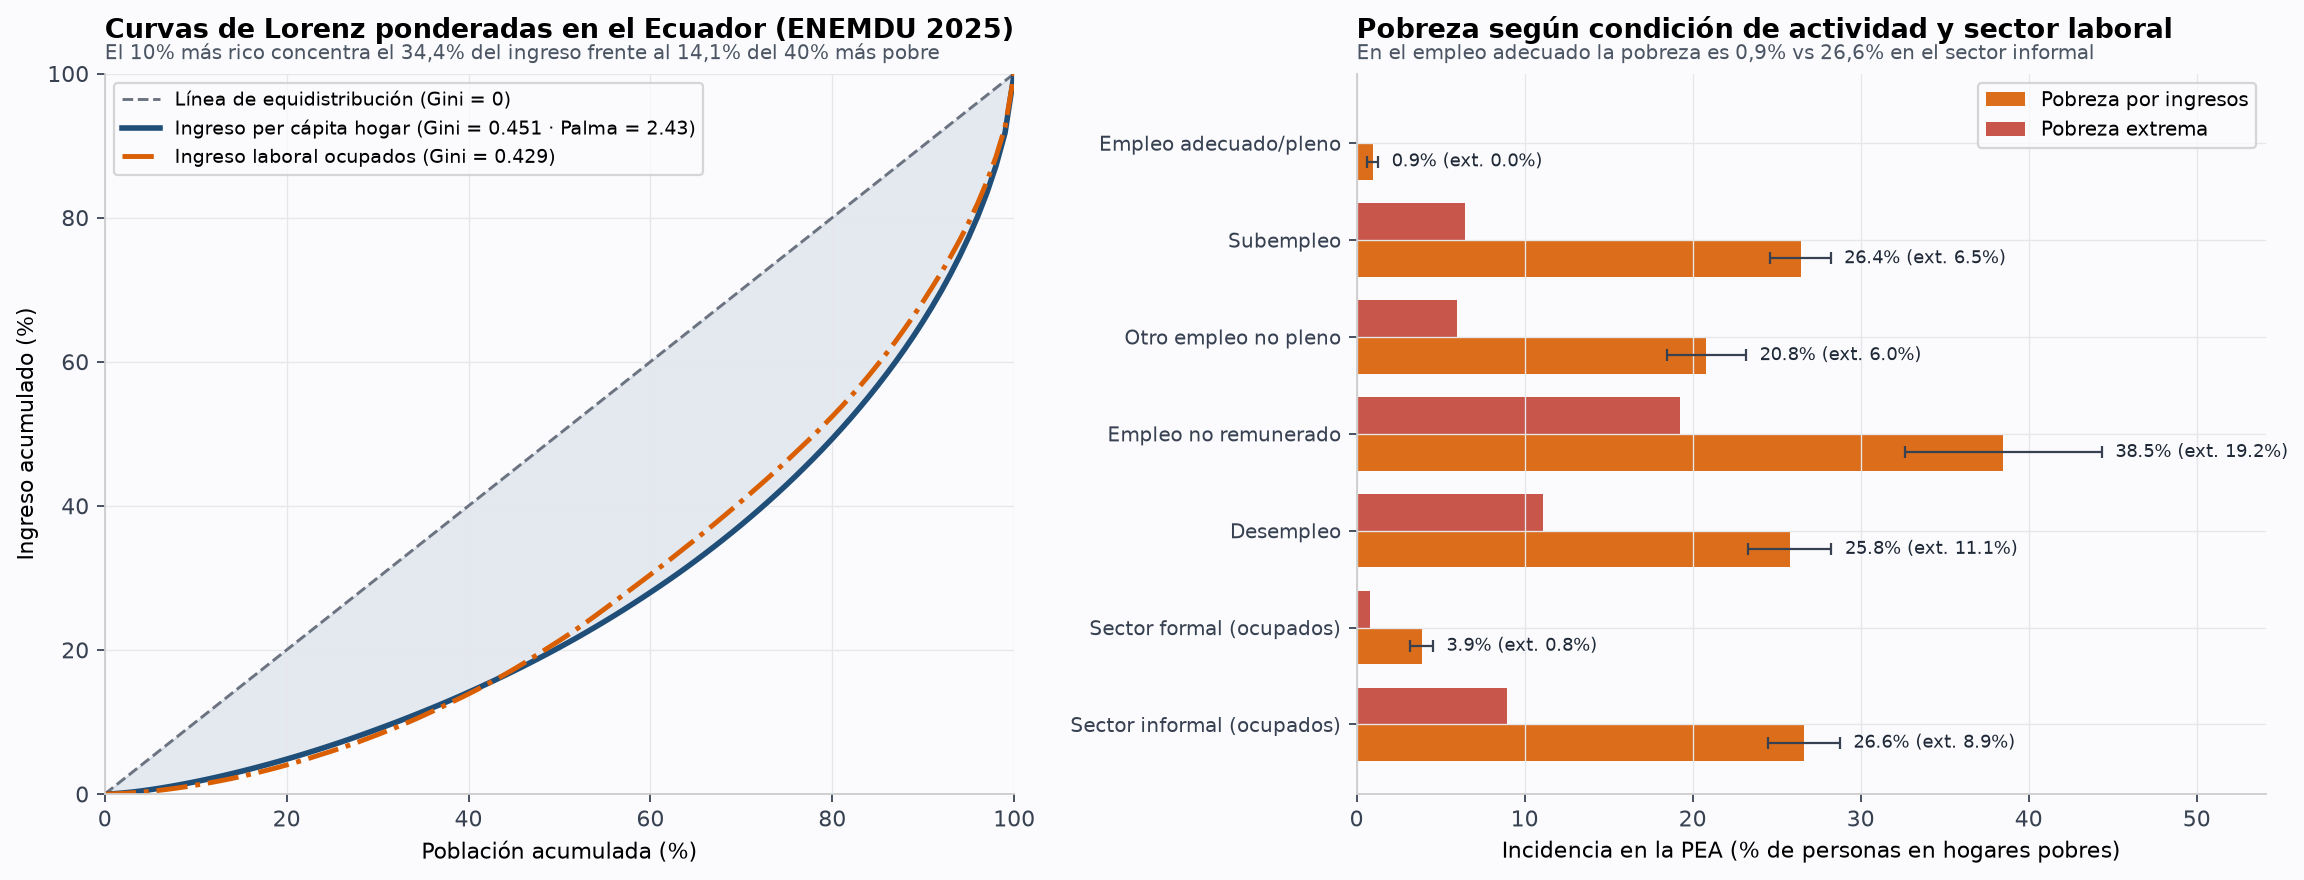 Curvas de Lorenz ponderadas en el Ecuador (ENEMDU 2025)
El 10% más rico concentra el 34,4% del ingreso frente al 14,1% del 40% más pobre
Línea de equidistribución (Gini = 0)
Ingreso per cápita hogar (Gini = 0.451 · Palma = 2.43)
Ingreso laboral ocupados (Gini = 0.429)
Ingreso acumulado (%)
100
80
60
40
20
0
0 20 40 60 80 100
Población acumulada (%)
Pobreza según condición de actividad y sector laboral
En el empleo adecuado la pobreza es 0,9% vs 26,6% en el sector informal
Pobreza por ingresos
Pobreza extrema
Empleo adecuado/pleno
0.9% (ext. 0.0%)
Subempleo
26.4% (ext. 6.5%)
Otro empleo no pleno
20.8% (ext. 6.0%)
Empleo no remunerado
38.5% (ext. 19.2%)
Desempleo
25.8% (ext. 11.1%)
Sector formal (ocupados)
3.9% (ext. 0.8%)
Sector informal (ocupados)
26.6% (ext. 8.9%)
0 10 20 30 40 50
Incidencia en la PEA (% de personas en hogares pobres)